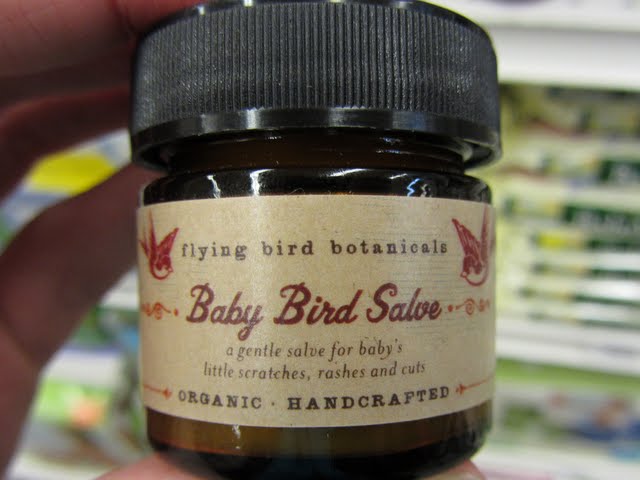 flying bird botanicals
Baby Bird Salve
a gentle salve for baby's
little scratches, rashes and cuts
ORGANIC · HANDCRAFTED